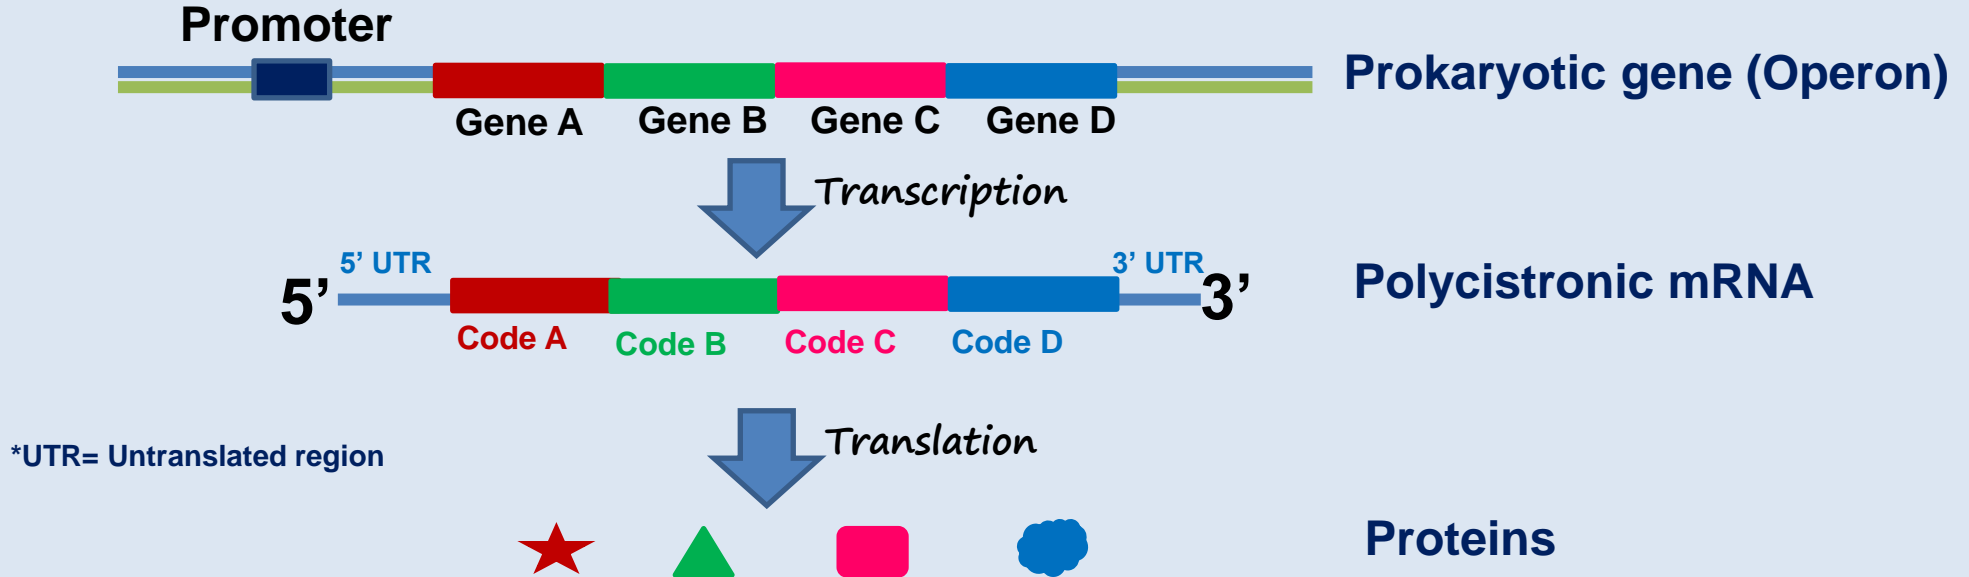 Promoter
Prokaryotic gene (Operon)
Gene A
Gene B
Gene C
Gene D
Transcription
5’ UTR
3’ UTR
5’
3’
Polycistronic mRNA
Code A
Code B
Code C
Code D
Translation
*UTR= Untranslated region
Proteins